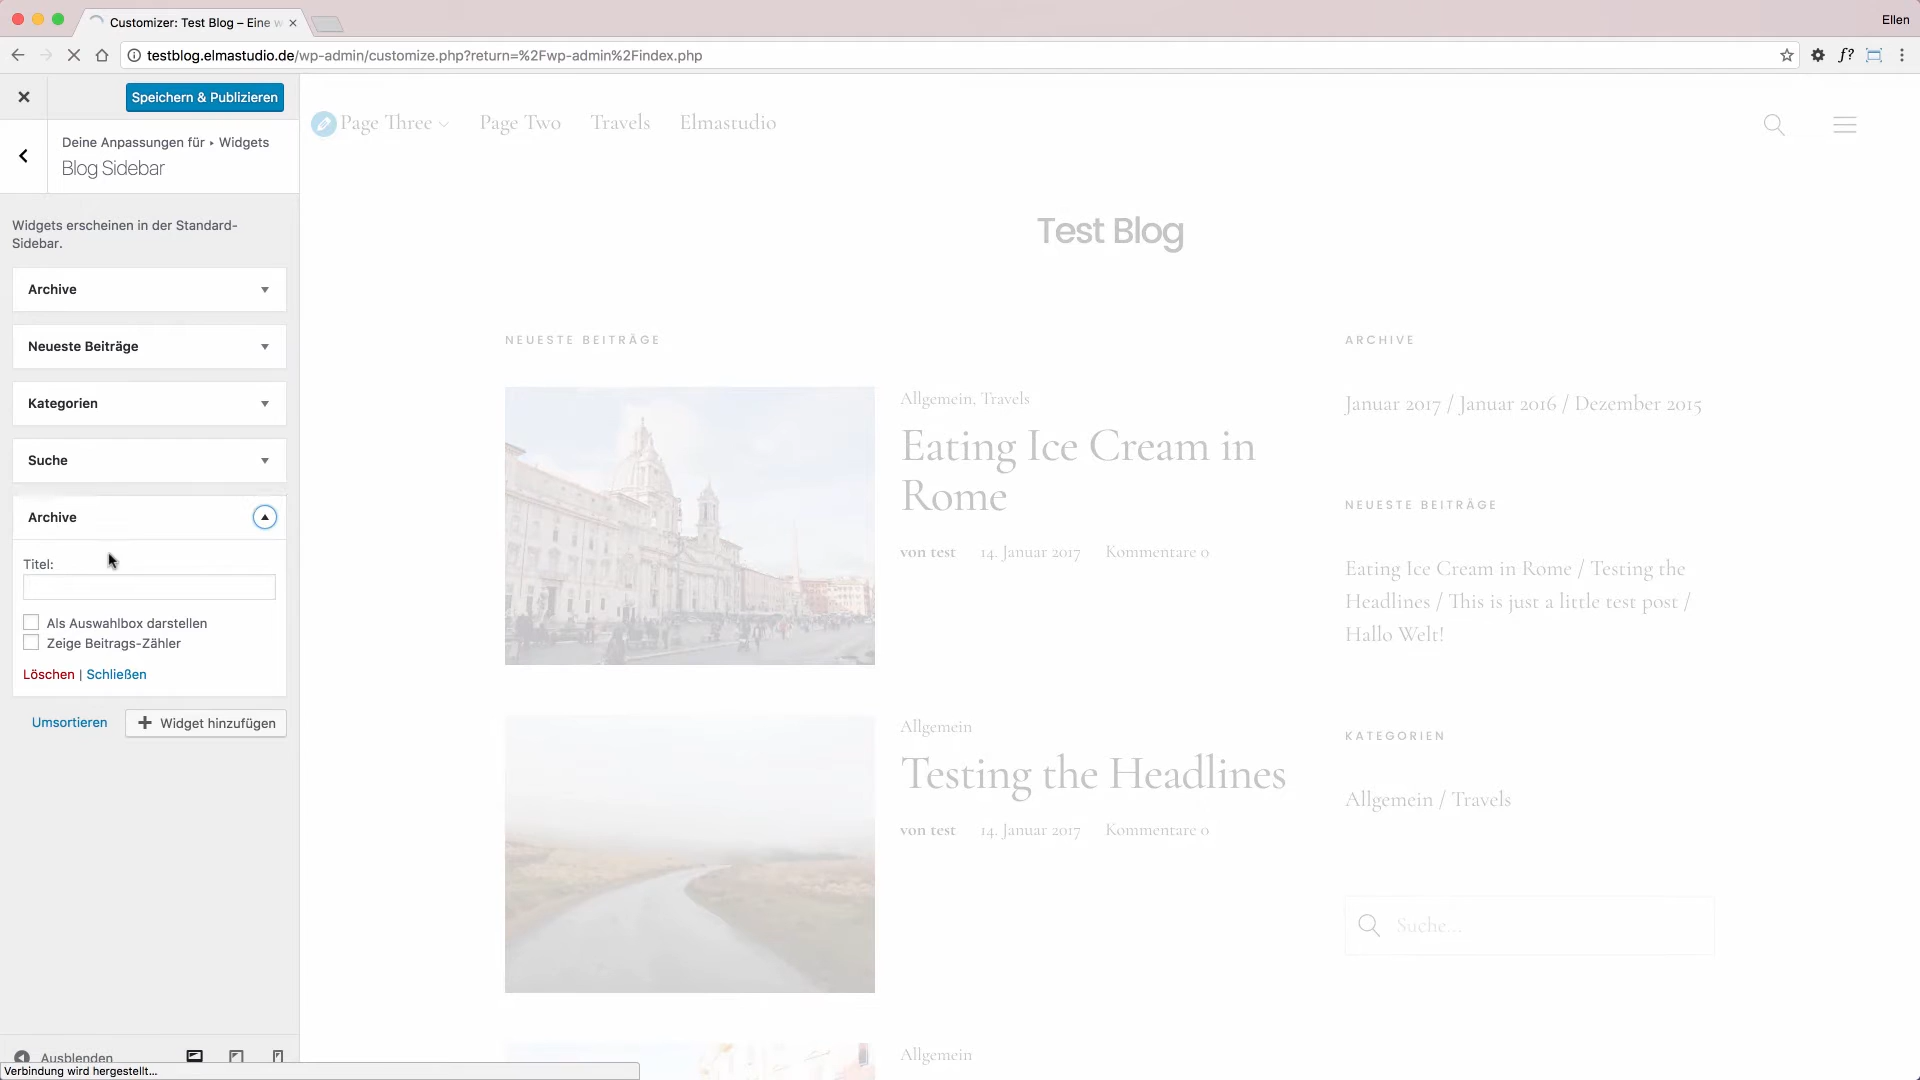 Customizer: Test Blog – Eine w
Ellen
testblog.elmastudio.de/wp-admin/customize.php?return=%2Fwp-admin%2Findex.php
f?
Speichern & Publizieren
Deine Anpassungen für ▸ Widgets
Blog Sidebar
Widgets erscheinen in der Standard-
Sidebar.
Archive
Neueste Beiträge
Kategorien
Suche
Archive
Titel:
Als Auswahlbox darstellen
Zeige Beitrags-Zähler
Löschen | Schließen
Umsortieren
Widget hinzufügen
Ausblenden
Verbindung wird hergestellt...
Page Three
Page Two
Travels
Elmastudio
Test Blog
NEUESTE BEITRÄGE
Allgemein, Travels
Eating Ice Cream in
Rome
von test 14. Januar 2017 Kommentare 0
Allgemein
Testing the Headlines
von test 14. Januar 2017 Kommentare 0
Allgemein
ARCHIVE
Januar 2017 / Januar 2016 / Dezember 2015
NEUESTE BEITRÄGE
Eating Ice Cream in Rome / Testing the
Headlines / This is just a little test post /
Hallo Welt!
KATEGORIEN
Allgemein / Travels
Suche...